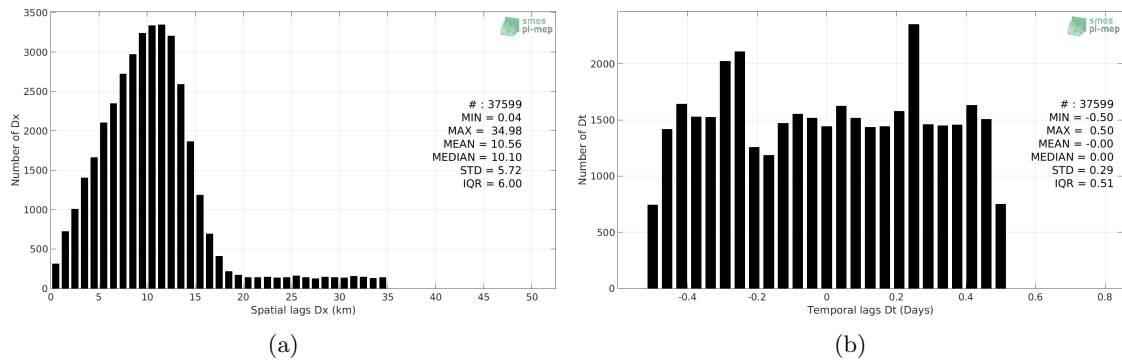 3500
3000
2500
2000
1500
1000
500
0
Number of Dx
0 5 10 15 20 25 30 35 40 45 50
Spatial lags Dx (km)
smos
pi-mep
# : 37599
MIN = 0.04
MAX = 34.98
MEAN = 10.56
MEDIAN = 10.10
STD = 5.72
IQR = 6.00
(a)
2000
1500
1000
500
0
Number of Dt
-0.4 -0.2 0 0.2 0.4 0.6 0.8
Temporal lags Dt (Days)
smos
pi-mep
# : 37599
MIN = -0.50
MAX = 0.50
MEAN = -0.00
MEDIAN = 0.00
STD = 0.29
IQR = 0.51
(b)